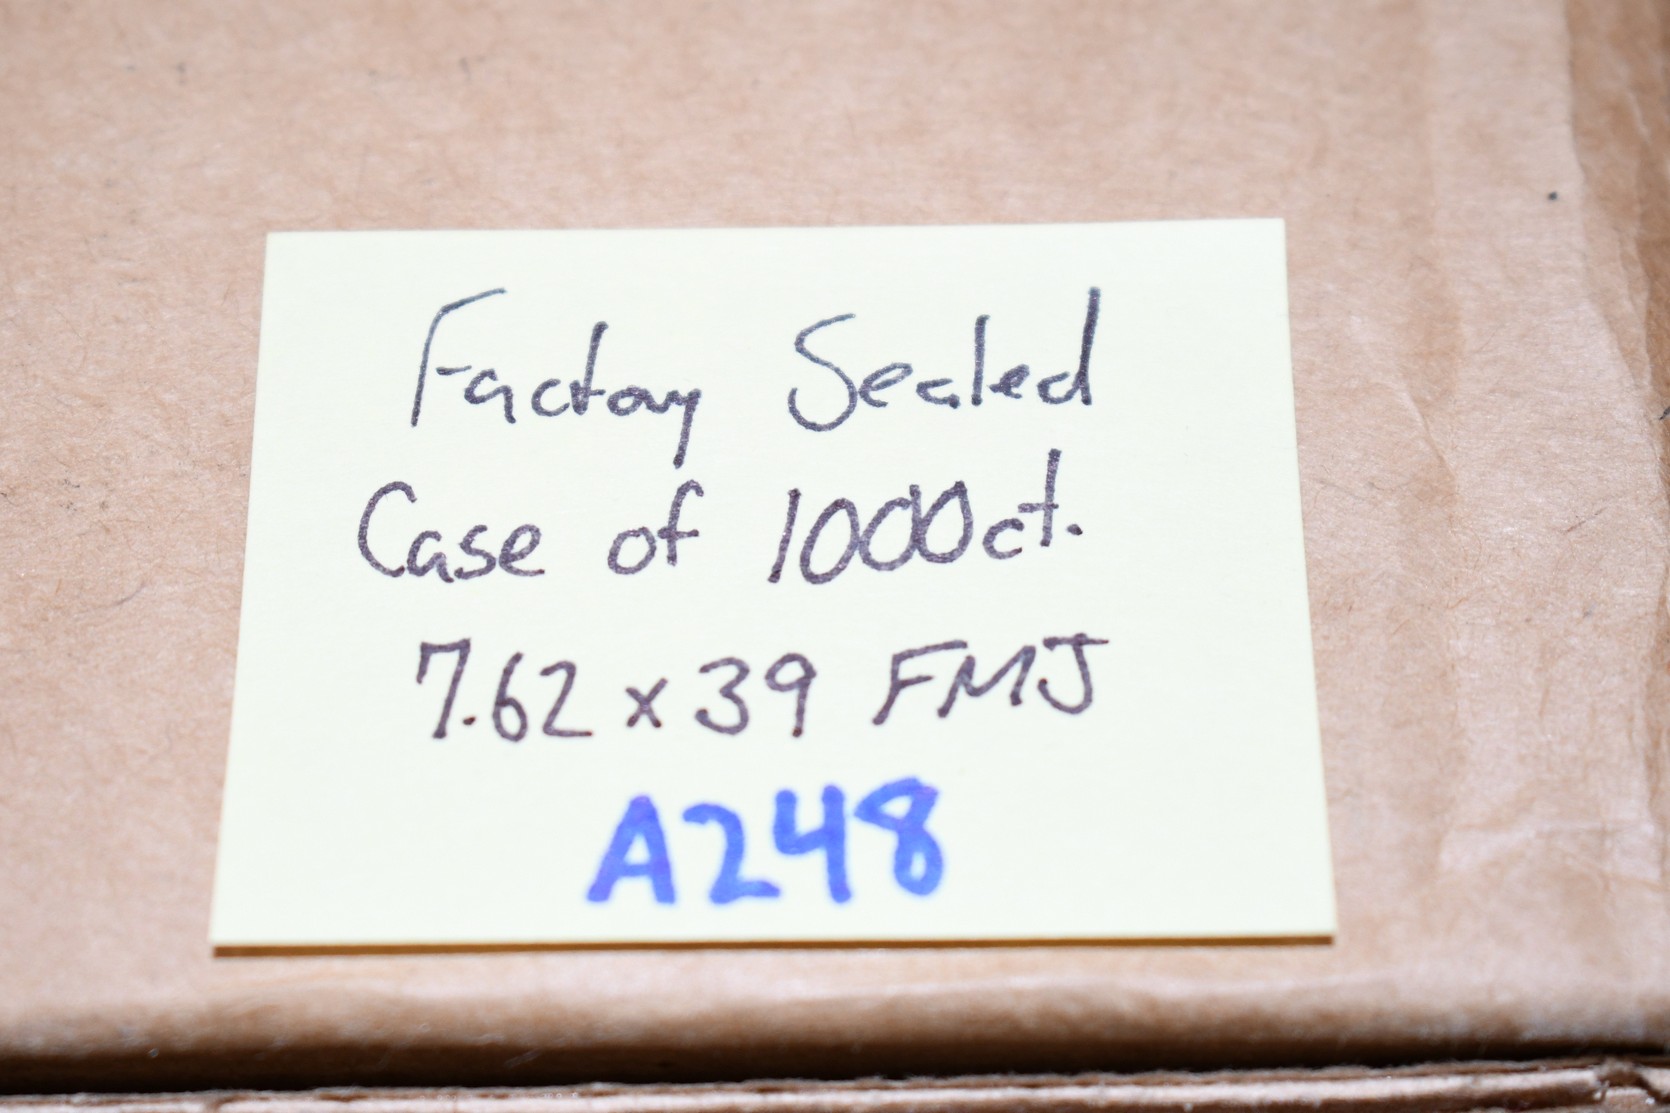 Factory Sealed
Case of 1000ct.
7.62 x 39 FMJ
A248